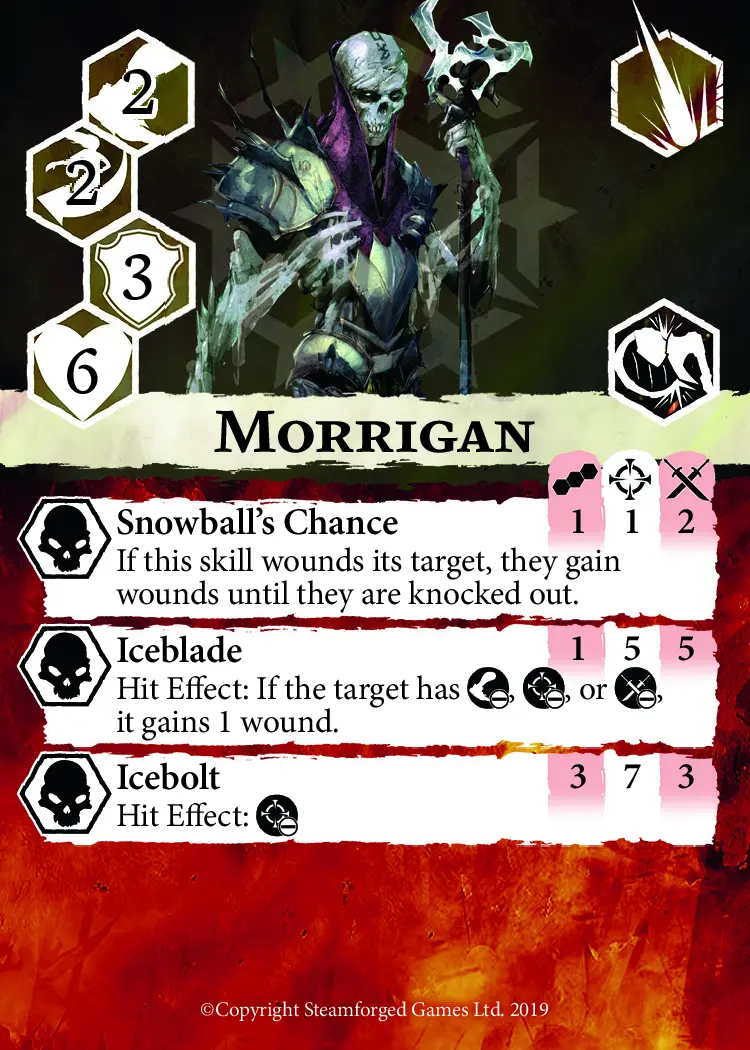 2
2
3
6
Morrigan
Snowball's Chance 1 1 2
If this skill wounds its target, they gain
wounds until they are knocked out.
Iceblade 1 5 5
Hit Effect: If the target has , , or ,
it gains 1 wound.
Icebolt 3 7 3
Hit Effect:
©Copyright Steamforged Games Ltd. 2019